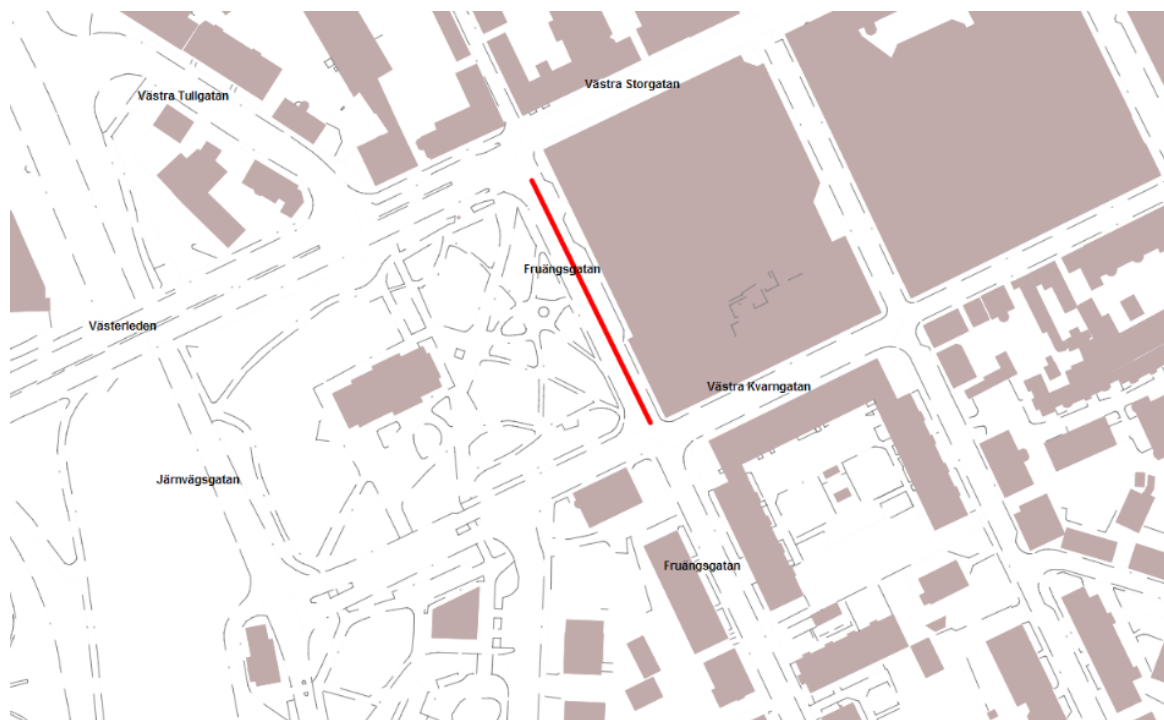 Västra Storgatan
Västra Tullgatan
Fruängsgatan
Västerleden
Västra Kvarngatan
Järnvägsgatan
Fruängsgatan